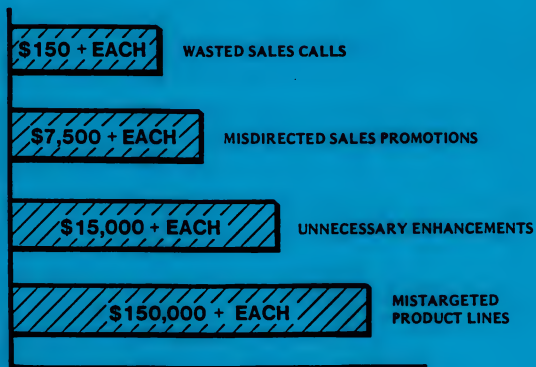 $150 + EACH WASTED SALES CALLS
$7,500 + EACH MISDIRECTED SALES PROMOTIONS
$15,000 + EACH UNNECESSARY ENHANCEMENTS
$150,000 + EACH
MISTARGETED
PRODUCT LINES